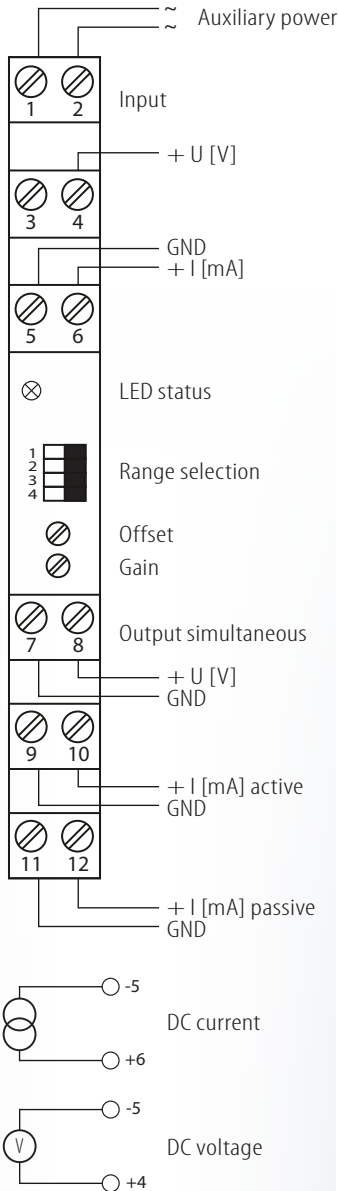 ~ Auxiliary power
~
1 2 Input
+ U [V]
3 4
GND
+ I [mA]
5 6
LED status
1
2 Range selection
3
4
Offset
Gain
7 8 Output simultaneous
+ U [V]
GND
9 10
+ I [mA] active
GND
11 12
+ I [mA] passive
GND
-5
DC current
+6
-5
V DC voltage
+4